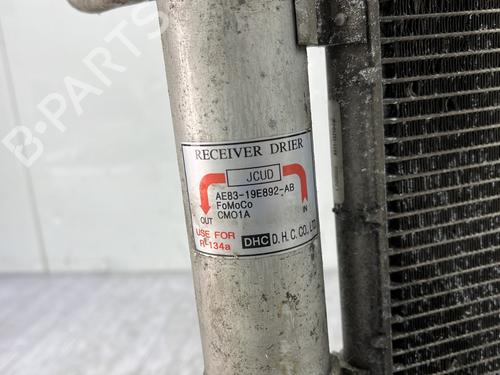 B-PARTS
RECEIVER DRIER
JCUD
AE83-19E892-AB
FoMoCo
CM01A
OUT
IN
USE FOR
R-134a
DHC D.H.C.CO.,LTD